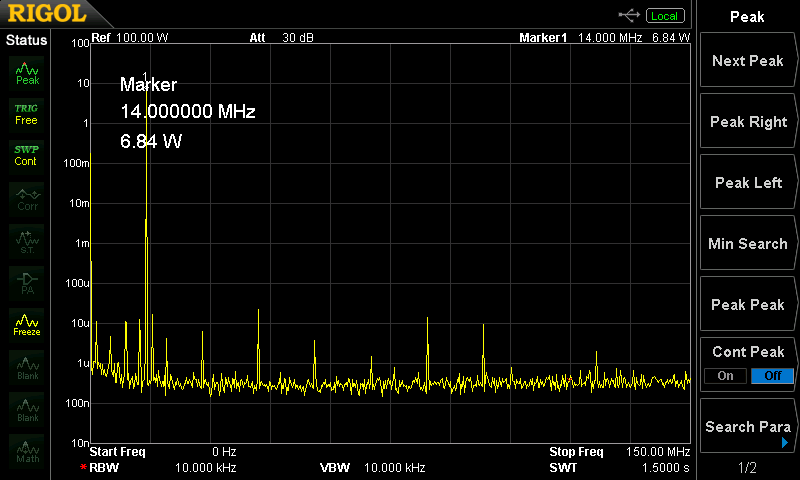 RIGOL
Local
Status
Ref 100.00 W Att 30 dB Marker1 14.000 MHz 6.84 W
Peak
TRIG
Free
SWP
Cont
Corr
S.T.
PA
Freeze
Blank
Blank
Math
100
10
1
100m
10m
1m
100u
10u
1u
100n
10n
1
Marker
14.000000 MHz
6.84 W
Start Freq 0 Hz Stop Freq 150.00 MHz
*RBW 10.000 kHz VBW 10.000 kHz SWT 1.5000 s
Peak
Next Peak
Peak Right
Peak Left
Min Search
Peak Peak
Cont Peak
On Off
Search Para
1/2